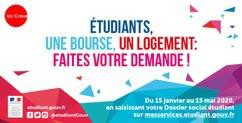 ÉTUDIANTS,
UNE BOURSE, UN LOGEMENT:
FAITES VOTRE DEMANDE !
Du 15 janvier au 15 mai 2020,
en saisissant votre Dossier social étudiant
sur messervices.etudiant.gouv.fr
etudiant.gouv.fr
@etudiantGouv